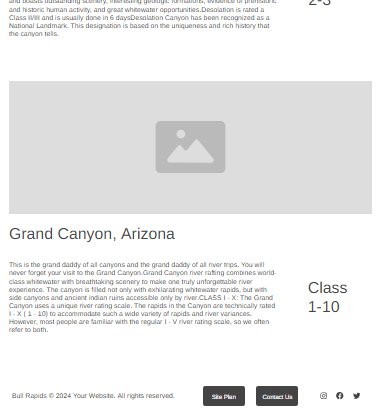 and boasts outstanding scenery, interesting geologic formations, evidence of prehistoric
and historic human activity, and great whitewater opportunities.Desolation is rated a
Class II/III and is usually done in 6 daysDesolation Canyon has been recognized as a
National Landmark. This designation is based on the uniqueness and rich history that
the canyon tells.
2-3
Grand Canyon, Arizona
This is the grand daddy of all canyons and the grand daddy of all river trips. You will
never forget your visit to the Grand Canyon.Grand Canyon river rafting combines world-
class whitewater with breathtaking scenery to make one truly unforgettable river
experience. The canyon is filled not only with exhilarating whitewater rapids, but with
side canyons and ancient indian ruins accessible only by river.CLASS I - X: The Grand
Canyon uses a unique river rating scale. The rapids in the Canyon are technically rated
I - X ( 1 - 10) to accommodate such a wide variety of rapids and river variances.
However, most people are familiar with the regular I - V river rating scale, so we often
refer to both.
Class
1-10
Bull Rapids © 2024 Your Website. All rights reserved.
Site Plan
Contact Us